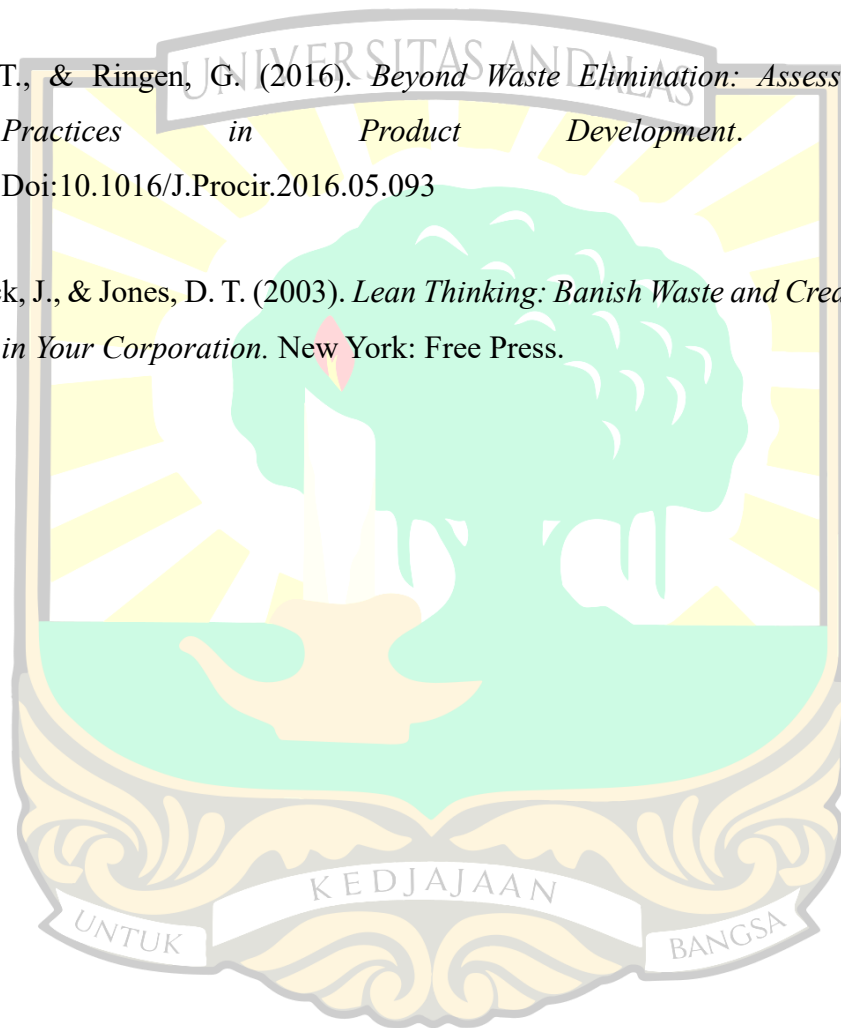 UNIVERSITAS ANDALAS
T., & Ringen, G. (2016). Beyond Waste Elimination: Assess
Practices in Product Development.
Doi:10.1016/J.Procir.2016.05.093
k, J., & Jones, D. T. (2003). Lean Thinking: Banish Waste and Crea
in Your Corporation. New York: Free Press.
KEDJAJAAN
UNTUK BANGSA